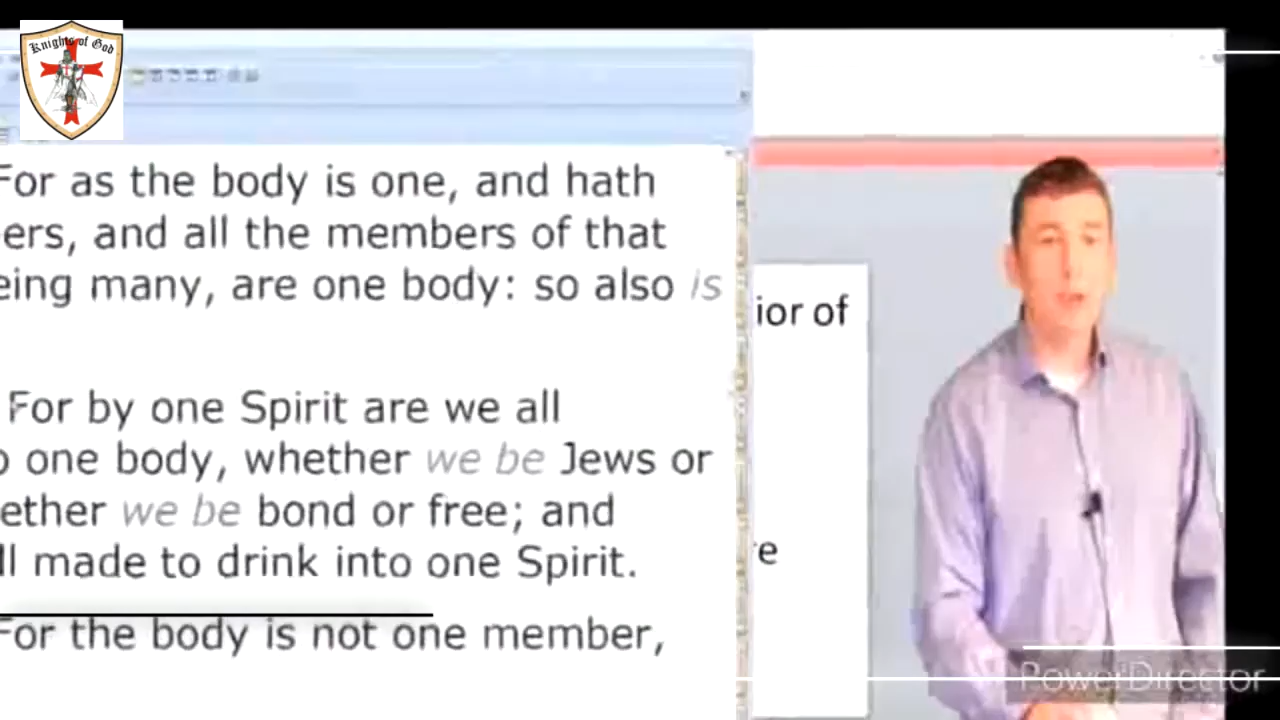 Knights of God
For as the body is one, and hath
ers, and all the members of that
eing many, are one body: so also is
For by one Spirit are we all
o one body, whether we be Jews or
ether we be bond or free; and
ll made to drink into one Spirit.
For the body is not one member,
ior of
re
PowerDirector